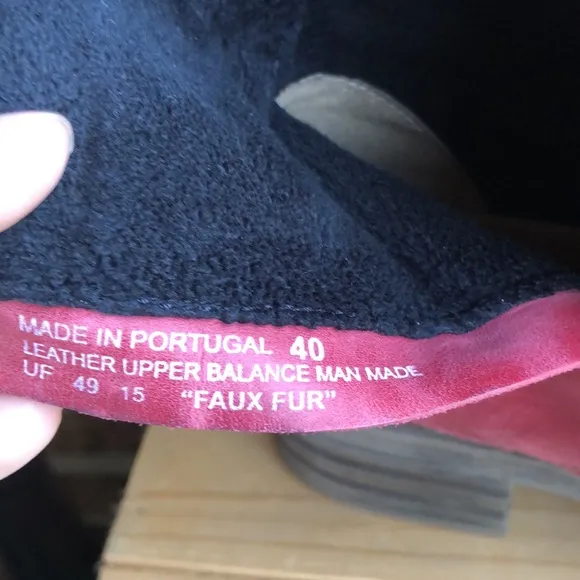 MADE IN PORTUGAL 40
LEATHER UPPER BALANCE MAN MADE
UF 49 15 “FAUX FUR”